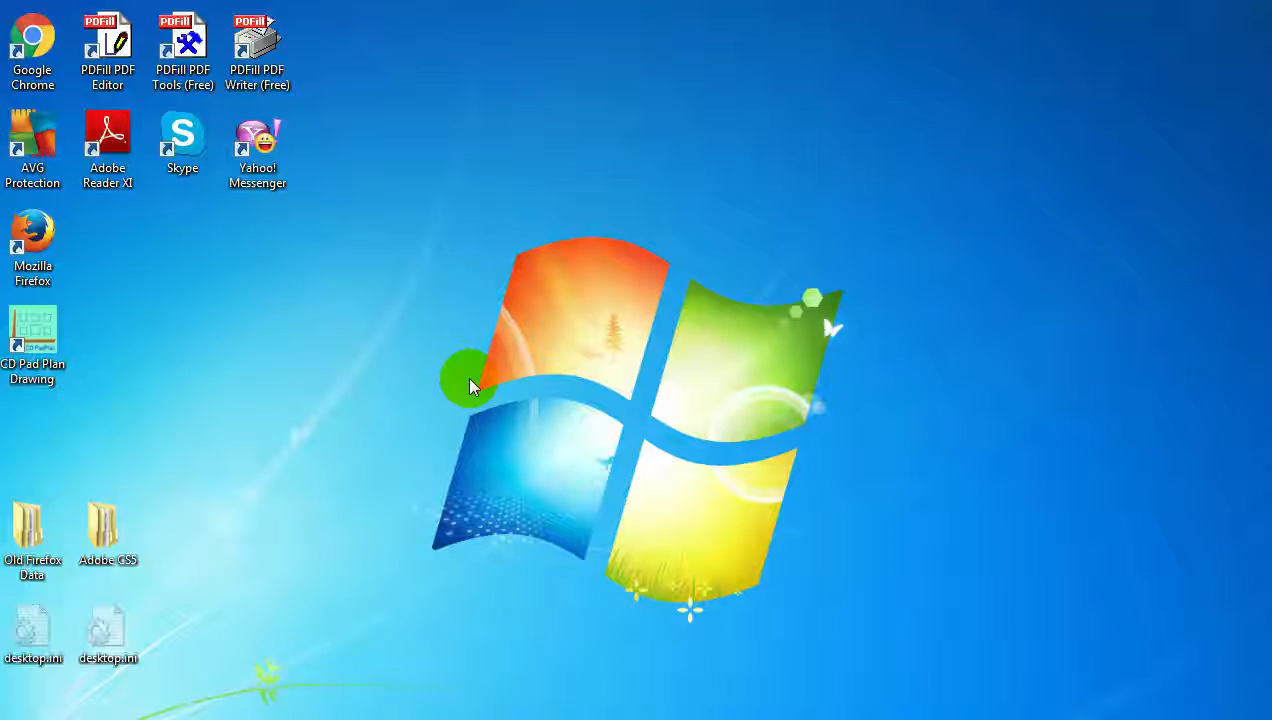 PDFill
PDFill
PDFill
Google
Chrome
PDFill PDF
Editor
PDFill PDF
Tools (Free)
PDFill PDF
Writer (Free)
AVG
Protection
Adobe
Reader XI
S
Skype
Y!
Yahoo!
Messenger
Mozilla
Firefox
CD PadPlan
CD Pad Plan
Drawing
Old Firefox
Data
Adobe CS5
desktop.ini
desktop.ini